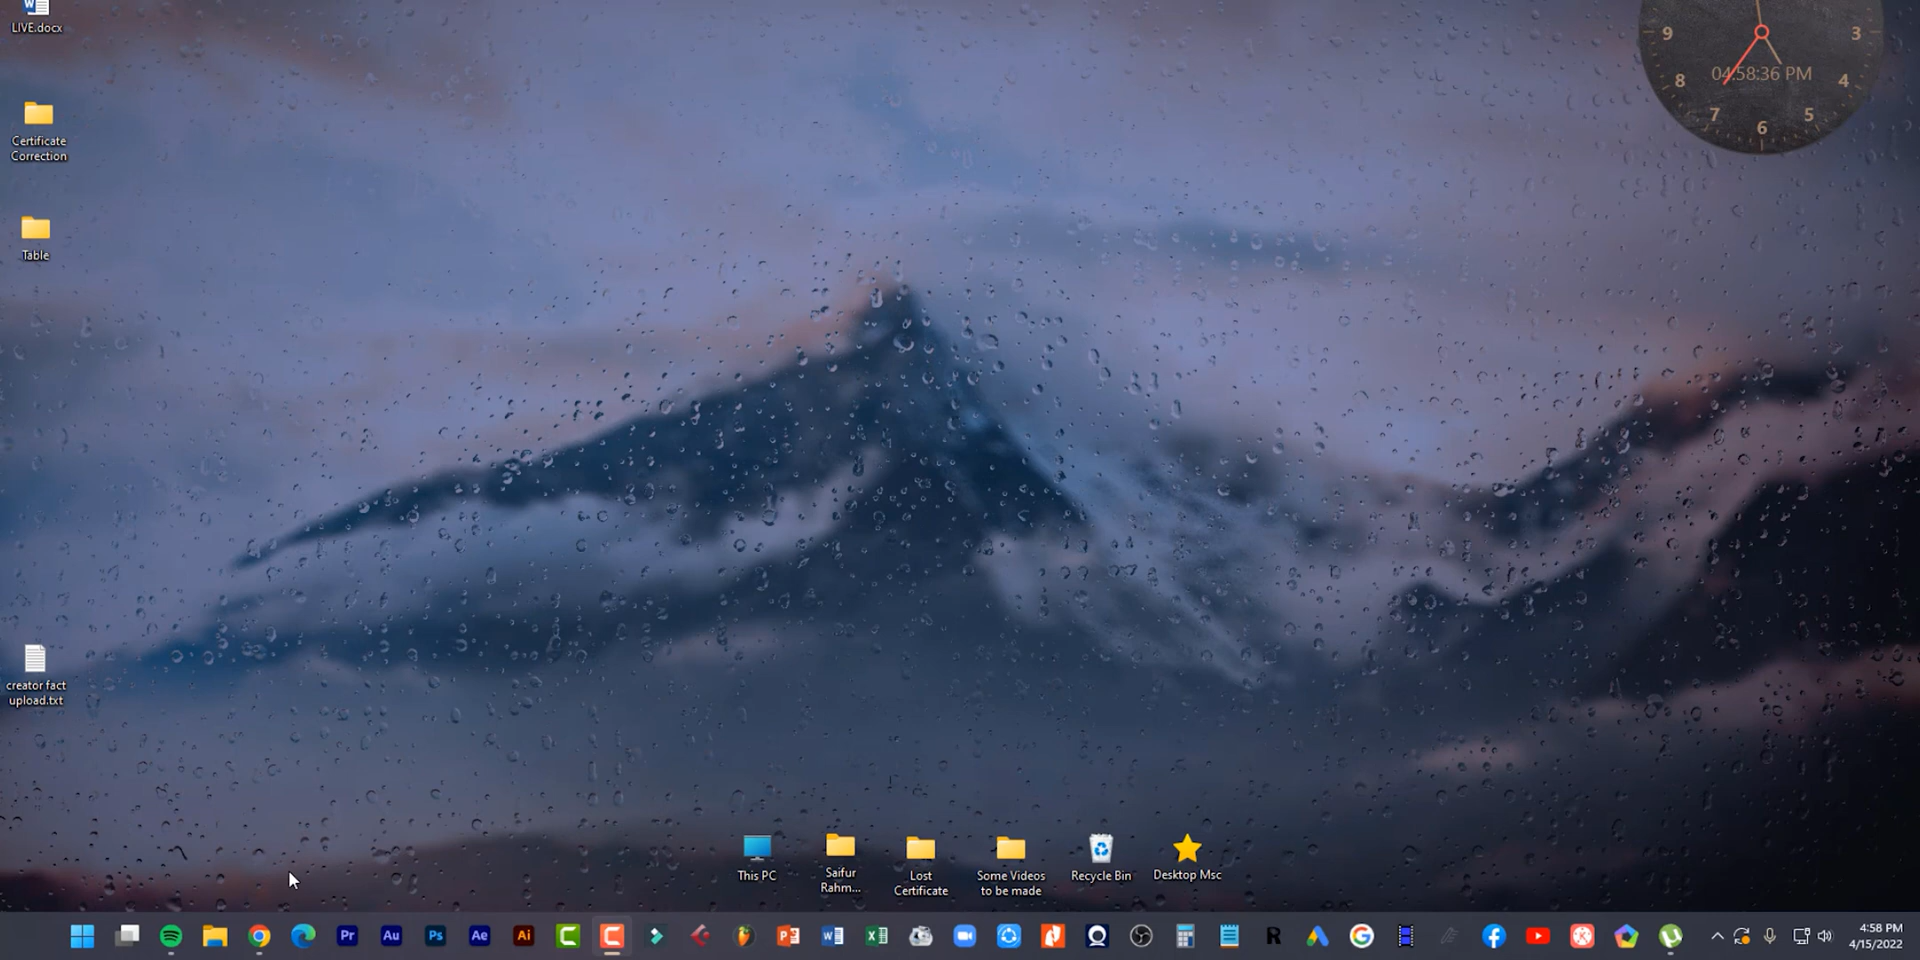 LIVE.docx
9
3
04:58:36 PM
8
4
7
5
6
Certificate
Correction
Table
creator fact
upload.txt
This PC
Saifur
Rahm...
Lost
Certificate
Some Videos
to be made
Recycle Bin
Desktop Msc
Pr
Au
Ps
Ae
Ai
4:58 PM
4/15/2022